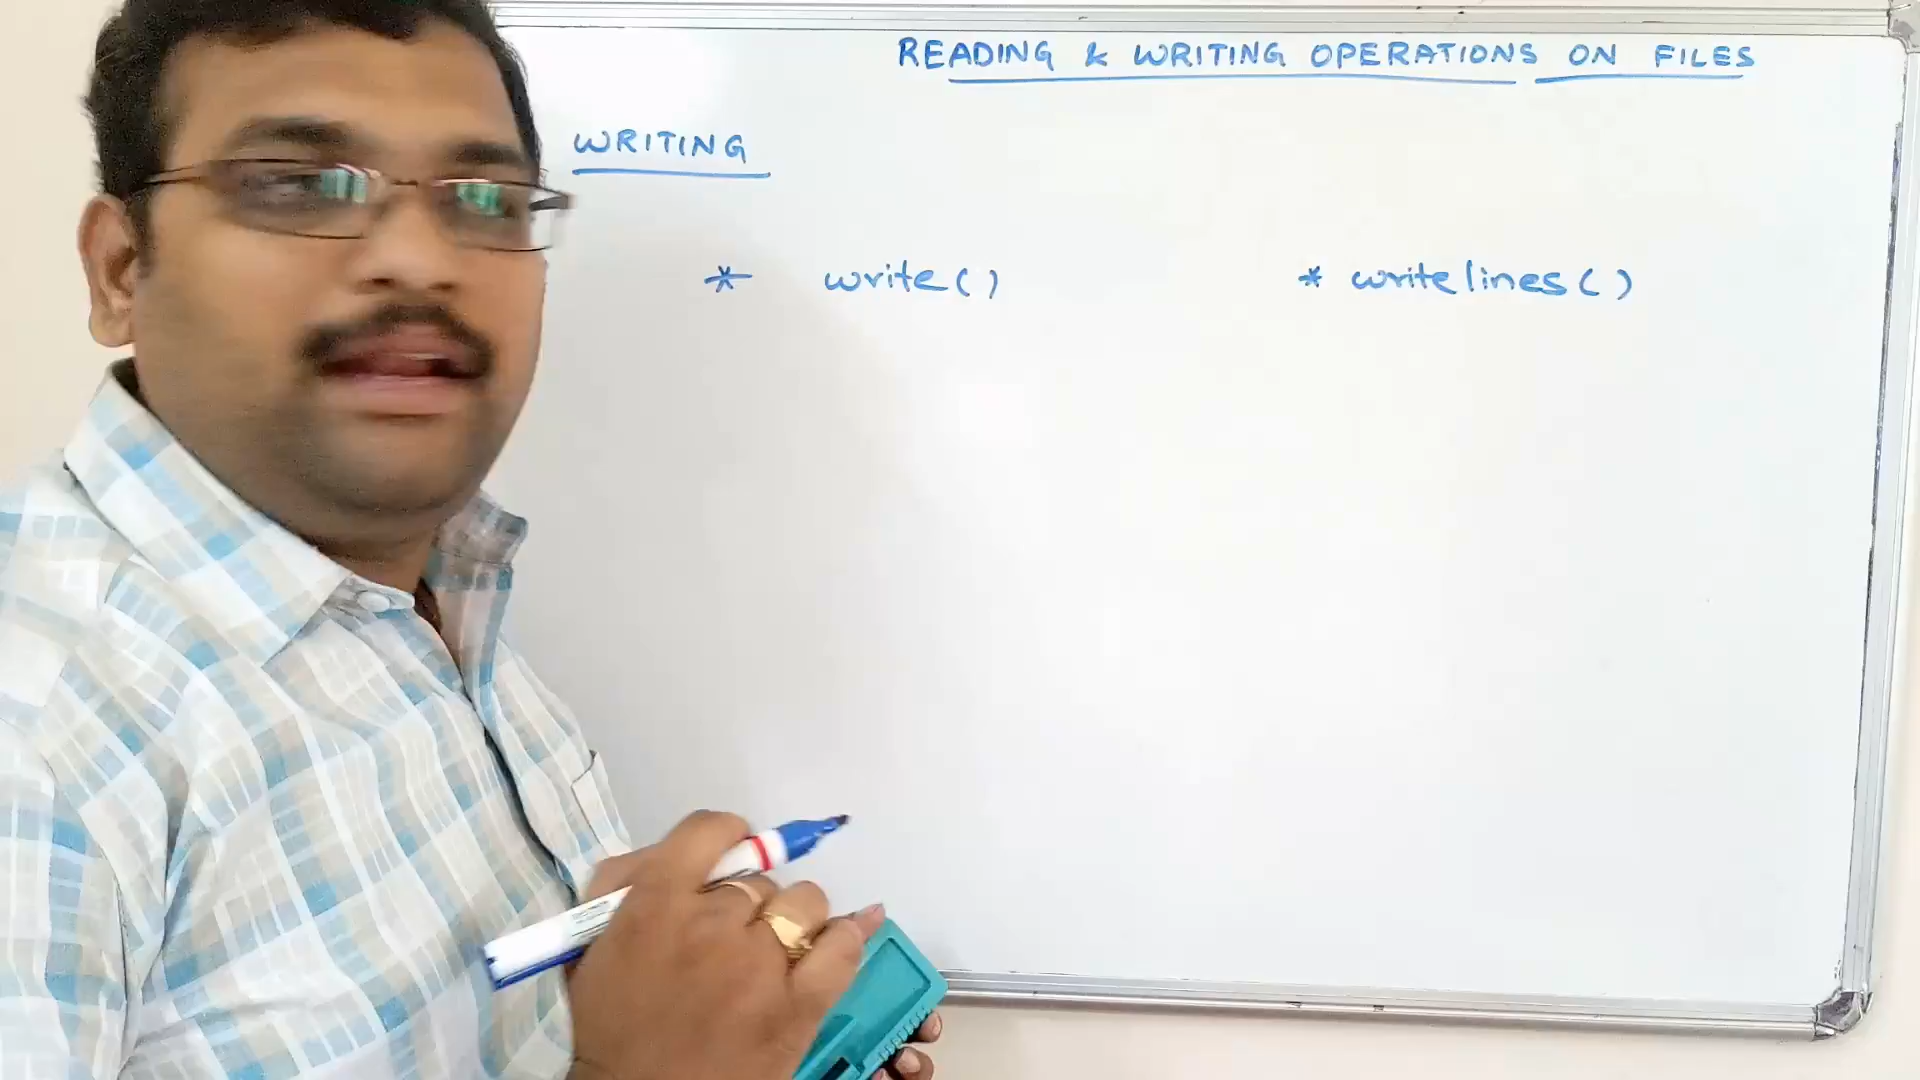 READING & WRITING OPERATIONS ON FILES
WRITING
* write() * writelines()